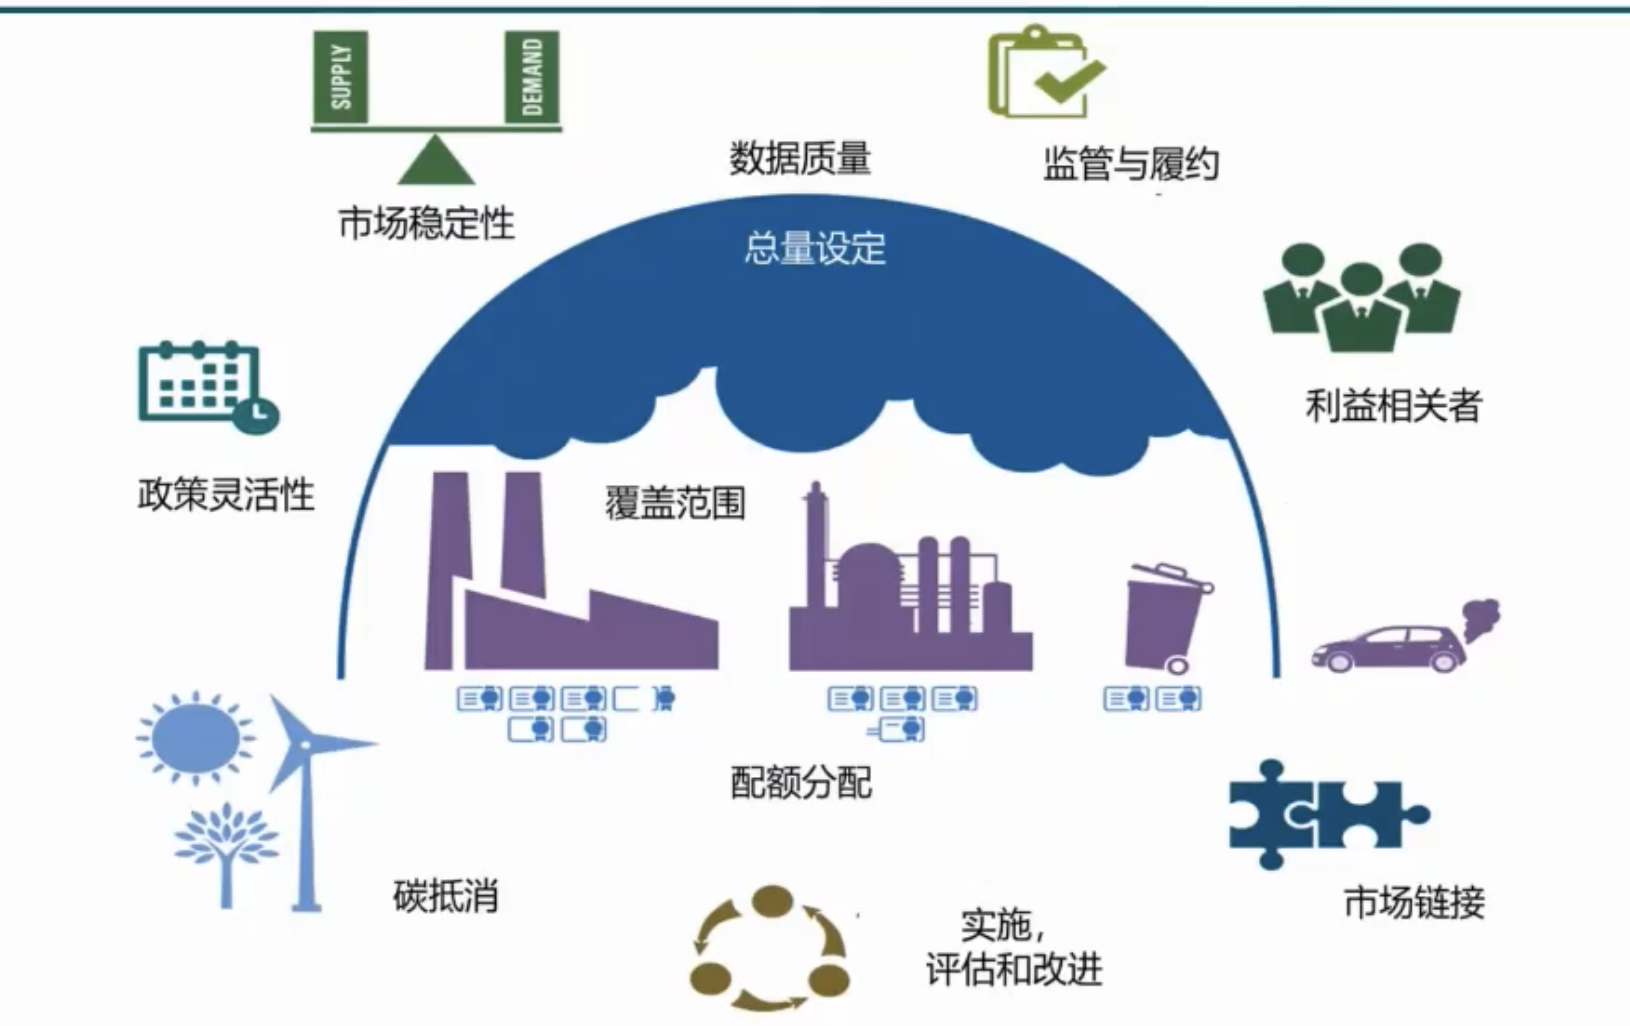 SUPPLY
DEMAND
数据质量
监管与履约
市场稳定性
总量设定
利益相关者
政策灵活性
覆盖范围
配额分配
碳抵消
市场链接
实施，
评估和改进